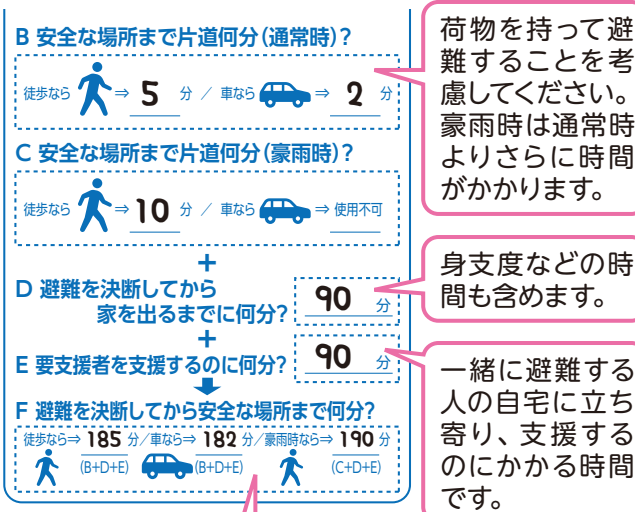 B 安全な場所まで片道何分(通常時)?
徒歩なら ⇒ 5 分 / 車なら ⇒ 2 分
C 安全な場所まで片道何分(豪雨時)?
徒歩なら ⇒ 10 分 / 車なら ⇒ 使用不可
+
D 避難を決断してから
家を出るまでに何分? 90 分
+
E 要支援者を支援するのに何分? 90 分
F 避難を決断してから安全な場所まで何分?
徒歩なら⇒ 185 分/車なら⇒ 182 分/豪雨時なら⇒ 190 分
(B+D+E) (B+D+E) (C+D+E)
荷物を持って避
難することを考
慮してください。
豪雨時は通常時
よりさらに時間
がかかります。
身支度などの時
間も含めます。
一緒に避難する
人の自宅に立ち
寄り、支援する
のにかかる時間
です。